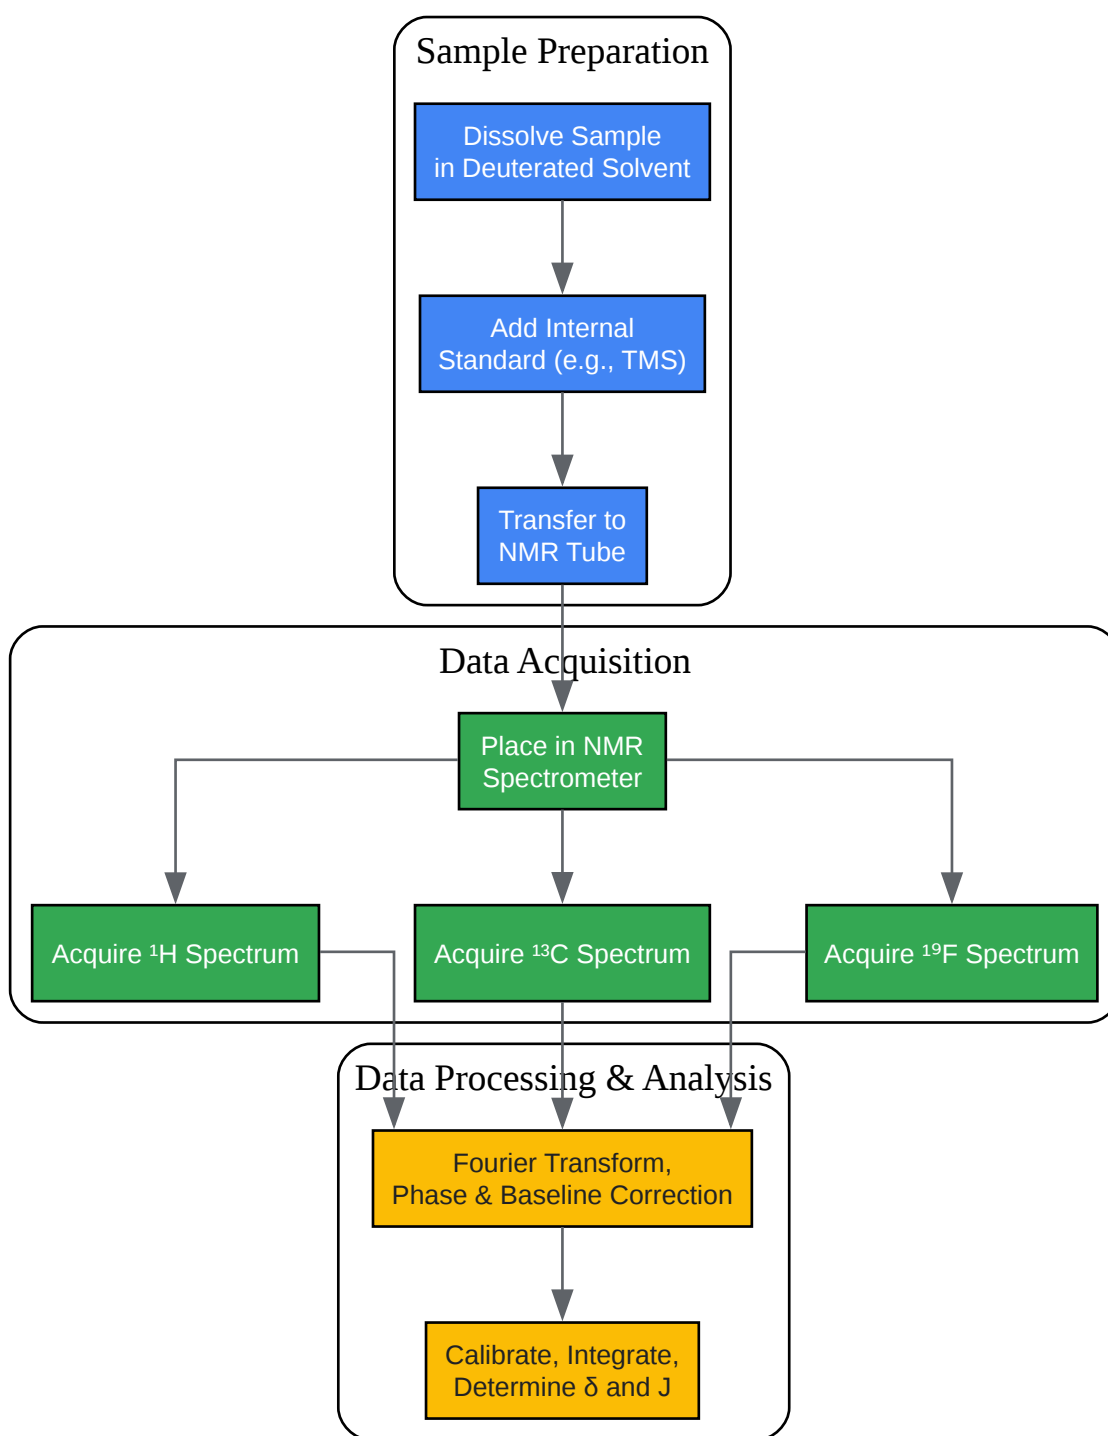 Sample Preparation
Dissolve Sample
in Deuterated Solvent
Add Internal
Standard (e.g., TMS)
Transfer to
NMR Tube
Data Acquisition
Place in NMR
Spectrometer
Acquire ¹H Spectrum
Acquire ¹³C Spectrum
Acquire ¹⁹F Spectrum
Data Processing & Analysis
Fourier Transform,
Phase & Baseline Correction
Calibrate, Integrate,
Determine δ and J